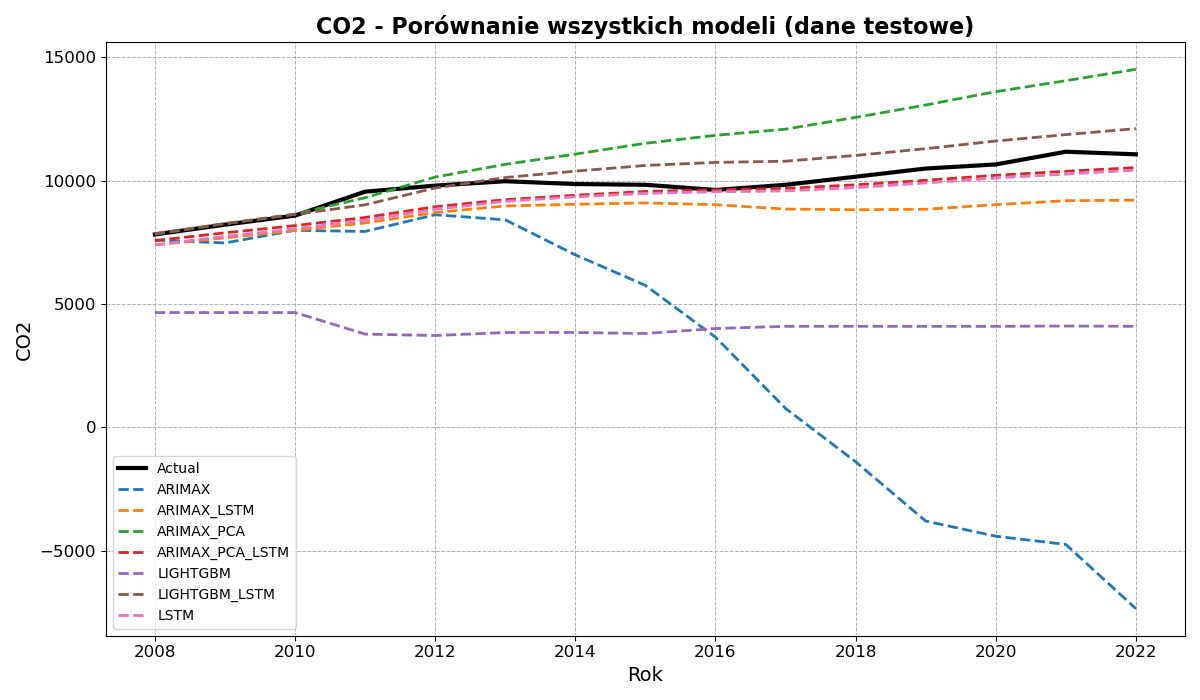 CO2 - Porównanie wszystkich modeli (dane testowe)
15000
10000
5000
0
−5000
CO2
Actual
ARIMAX
ARIMAX_LSTM
ARIMAX_PCA
ARIMAX_PCA_LSTM
LIGHTGBM
LIGHTGBM_LSTM
LSTM
2008 2010 2012 2014 2016 2018 2020 2022
Rok